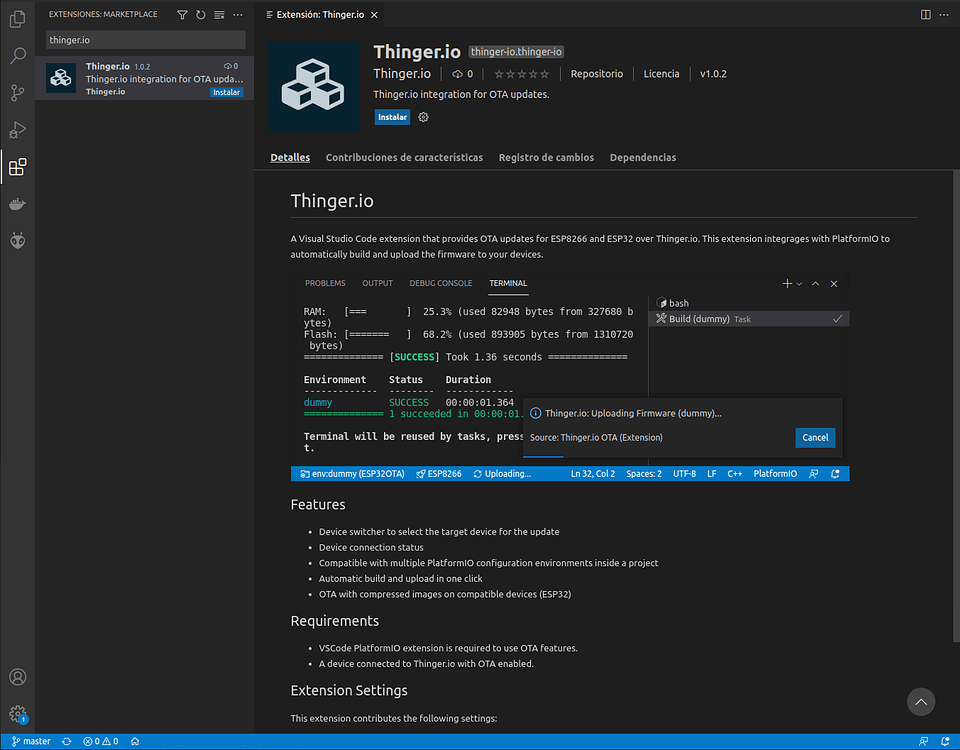 EXTENSIONES: MARKETPLACE
thinger.io
Thinger.io 1.0.2 0
Thinger.io integration for OTA upda...
Thinger.io Instalar
Extensión: Thinger.io
Thinger.io thinger-io.thinger-io
Thinger.io 0 Repositorio Licencia v1.0.2
Thinger.io integration for OTA updates.
Instalar
Detalles Contribuciones de características Registro de cambios Dependencias
Thinger.io
A Visual Studio Code extension that provides OTA updates for ESP8266 and ESP32 over Thinger.io. This extension integrages with PlatformIO to
automatically build and upload the firmware to your devices.
PROBLEMS OUTPUT DEBUG CONSOLE TERMINAL
RAM: [=== ] 25.3% (used 82948 bytes from 327680 b
ytes)
Flash: [======= ] 68.2% (used 893905 bytes from 1310720
bytes)
============== [SUCCESS] Took 1.36 seconds ==============
Environment Status Duration
------------- -------- ------------
dummy SUCCESS 00:00:01.364
============== 1 succeeded in 00:00:01.
Terminal will be reused by tasks, press
t.
bash
Build (dummy) Task
Thinger.io: Uploading Firmware (dummy)...
Source: Thinger.io OTA (Extension) Cancel
env:dummy (ESP32OTA) ESP8266 Uploading... Ln 32, Col 2 Spaces: 2 UTF-8 LF C++ PlatformIO
Features
• Device switcher to select the target device for the update
• Device connection status
• Compatible with multiple PlatformIO configuration environments inside a project
• Automatic build and upload in one click
• OTA with compressed images on compatible devices (ESP32)
Requirements
• VSCode PlatformIO extension is required to use OTA features.
• A device connected to Thinger.io with OTA enabled.
Extension Settings
This extension contributes the following settings:
1
master 0 0